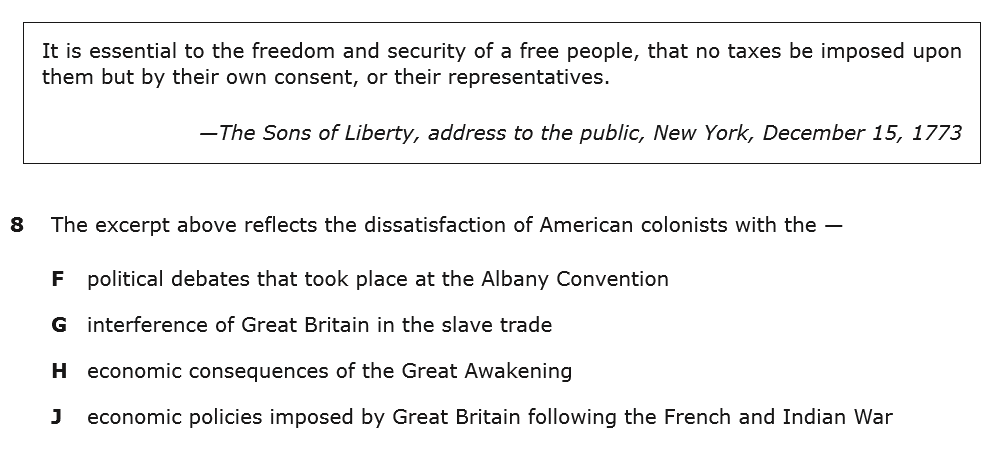 It is essential to the freedom and security of a free people, that no taxes be imposed upon
them but by their own consent, or their representatives.
—The Sons of Liberty, address to the public, New York, December 15, 1773
8 The excerpt above reflects the dissatisfaction of American colonists with the —
F political debates that took place at the Albany Convention
G interference of Great Britain in the slave trade
H economic consequences of the Great Awakening
J economic policies imposed by Great Britain following the French and Indian War